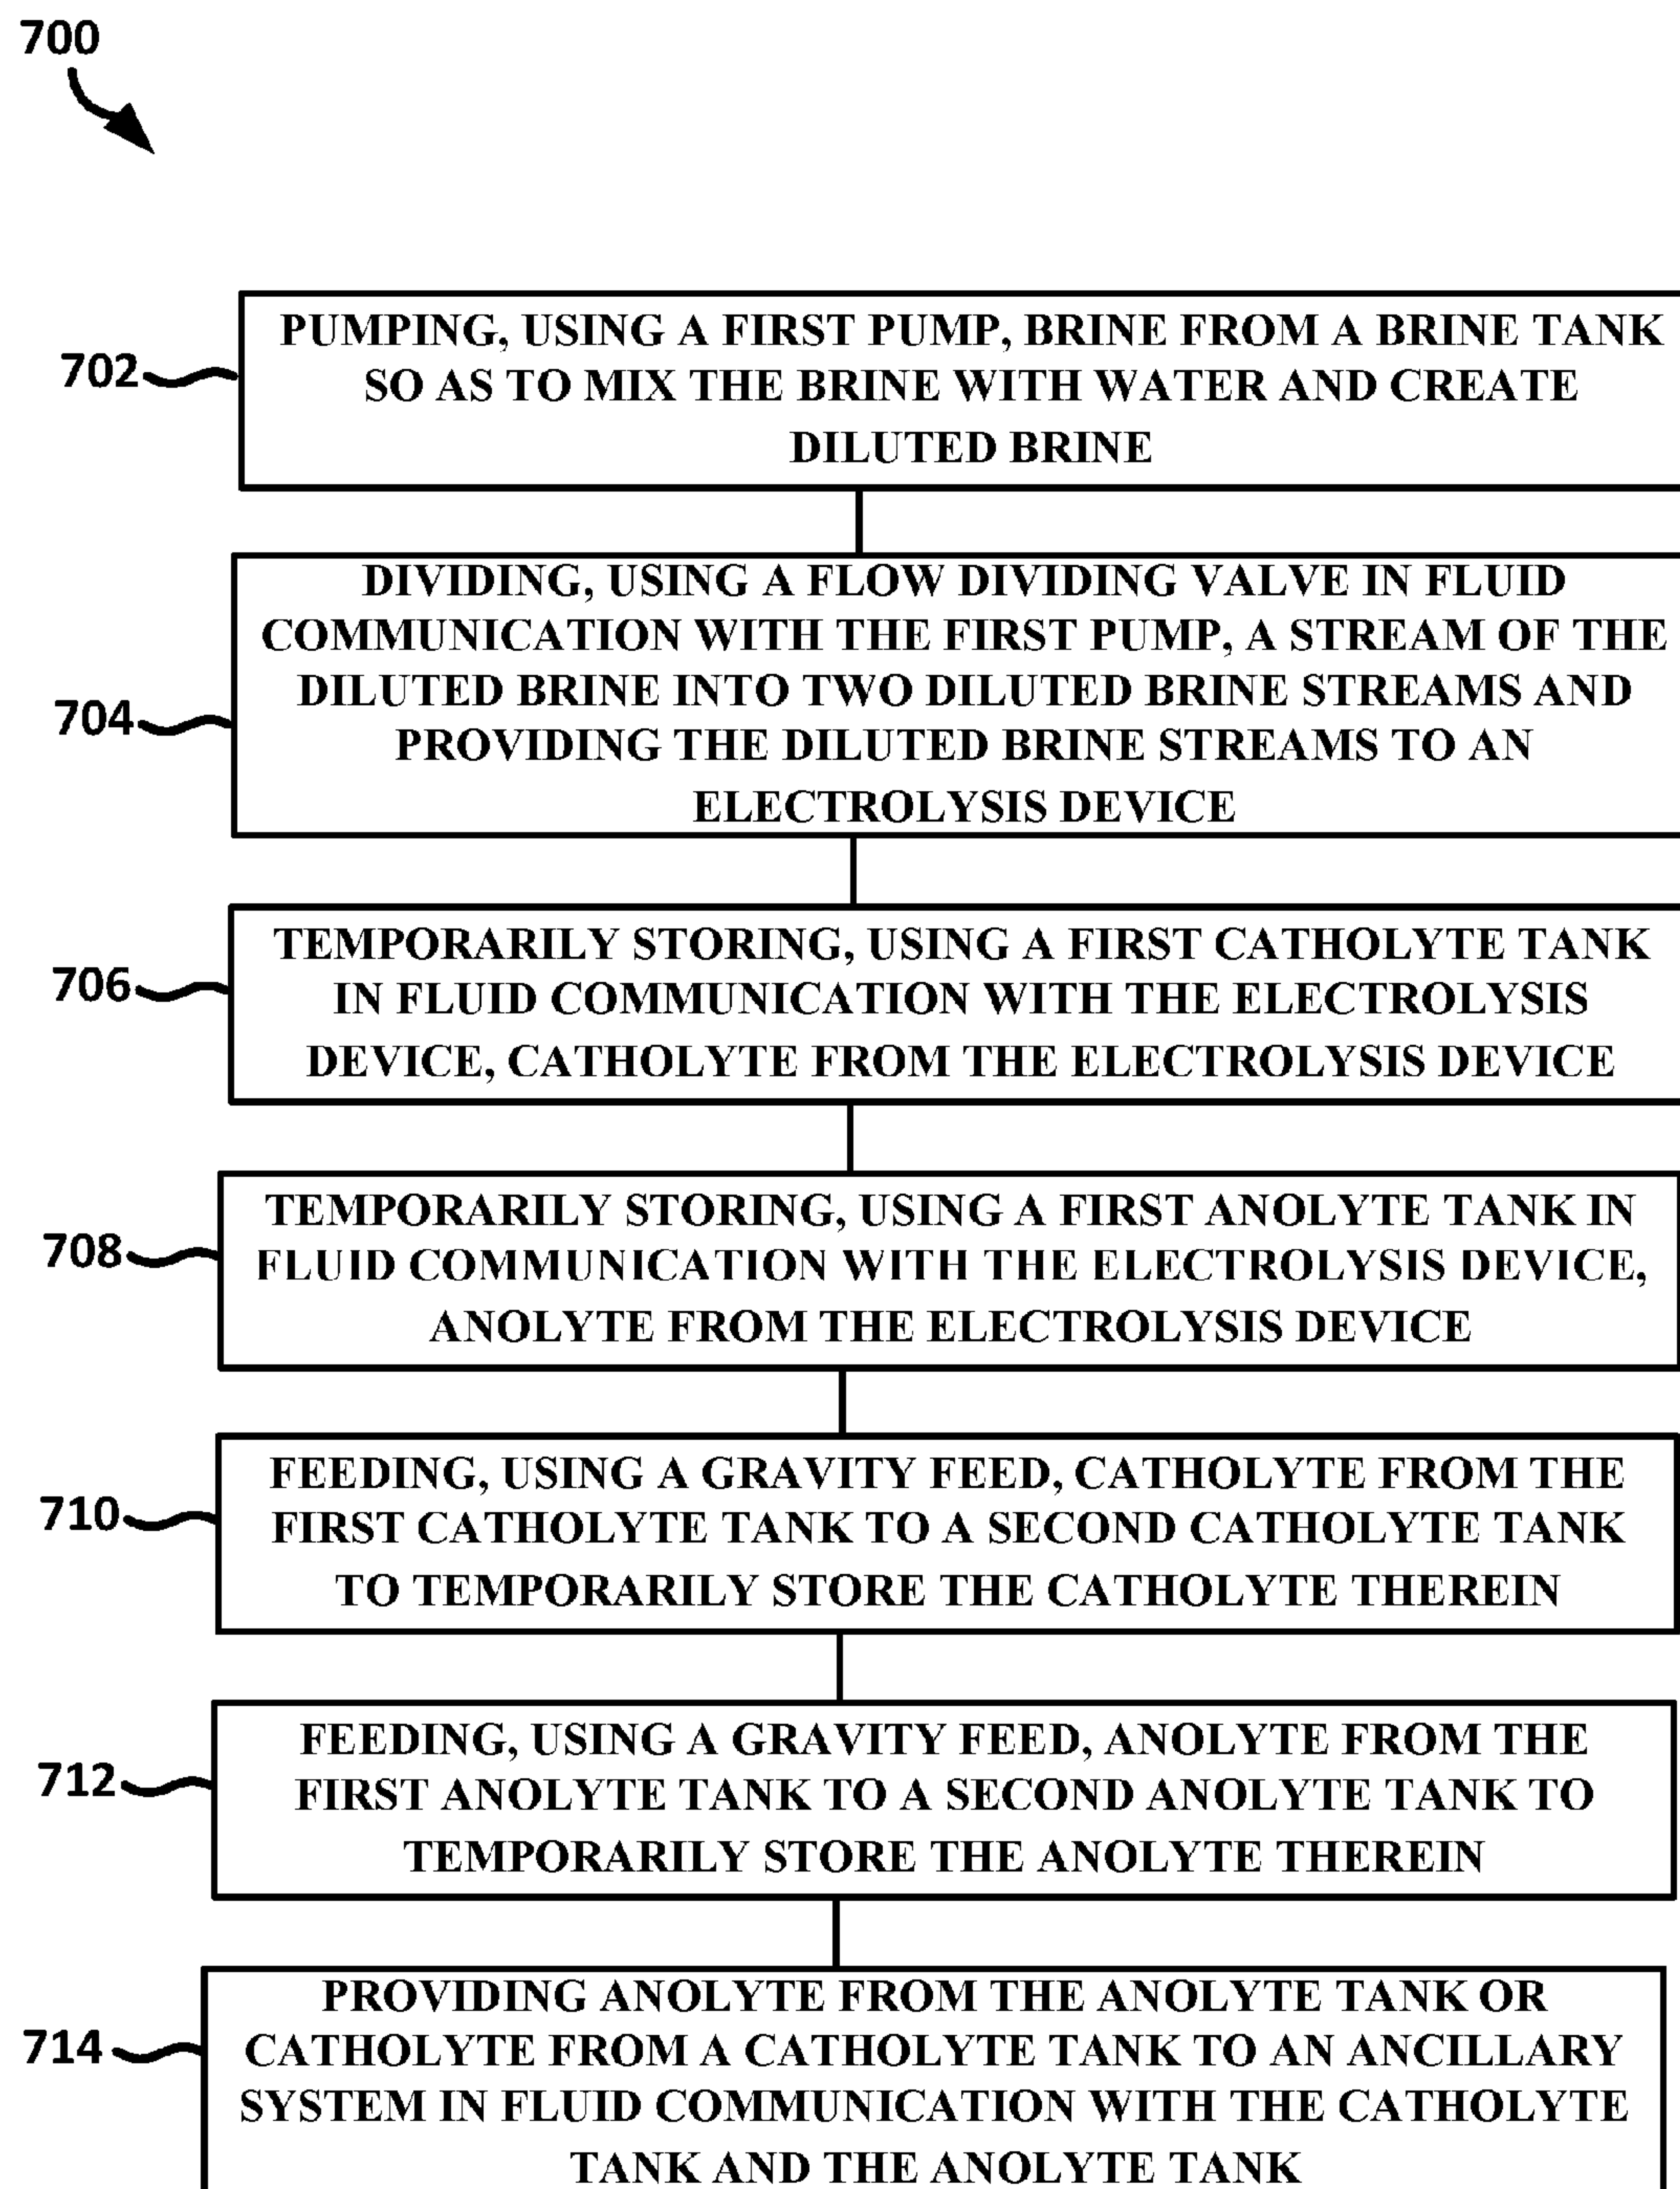 700
702
PUMPING, USING A FIRST PUMP, BRINE FROM A BRINE TANK
SO AS TO MIX THE BRINE WITH WATER AND CREATE
DILUTED BRINE
704
DIVIDING, USING A FLOW DIVIDING VALVE IN FLUID
COMMUNICATION WITH THE FIRST PUMP, A STREAM OF THE
DILUTED BRINE INTO TWO DILUTED BRINE STREAMS AND
PROVIDING THE DILUTED BRINE STREAMS TO AN
ELECTROLYSIS DEVICE
706
TEMPORARILY STORING, USING A FIRST CATHOLYTE TANK
IN FLUID COMMUNICATION WITH THE ELECTROLYSIS
DEVICE, CATHOLYTE FROM THE ELECTROLYSIS DEVICE
708
TEMPORARILY STORING, USING A FIRST ANOLYTE TANK IN
FLUID COMMUNICATION WITH THE ELECTROLYSIS DEVICE,
ANOLYTE FROM THE ELECTROLYSIS DEVICE
710
FEEDING, USING A GRAVITY FEED, CATHOLYTE FROM THE
FIRST CATHOLYTE TANK TO A SECOND CATHOLYTE TANK
TO TEMPORARILY STORE THE CATHOLYTE THEREIN
712
FEEDING, USING A GRAVITY FEED, ANOLYTE FROM THE
FIRST ANOLYTE TANK TO A SECOND ANOLYTE TANK TO
TEMPORARILY STORE THE ANOLYTE THEREIN
714
PROVIDING ANOLYTE FROM THE ANOLYTE TANK OR
CATHOLYTE FROM A CATHOLYTE TANK TO AN ANCILLARY
SYSTEM IN FLUID COMMUNICATION WITH THE CATHOLYTE
TANK AND THE ANOLYTE TANK